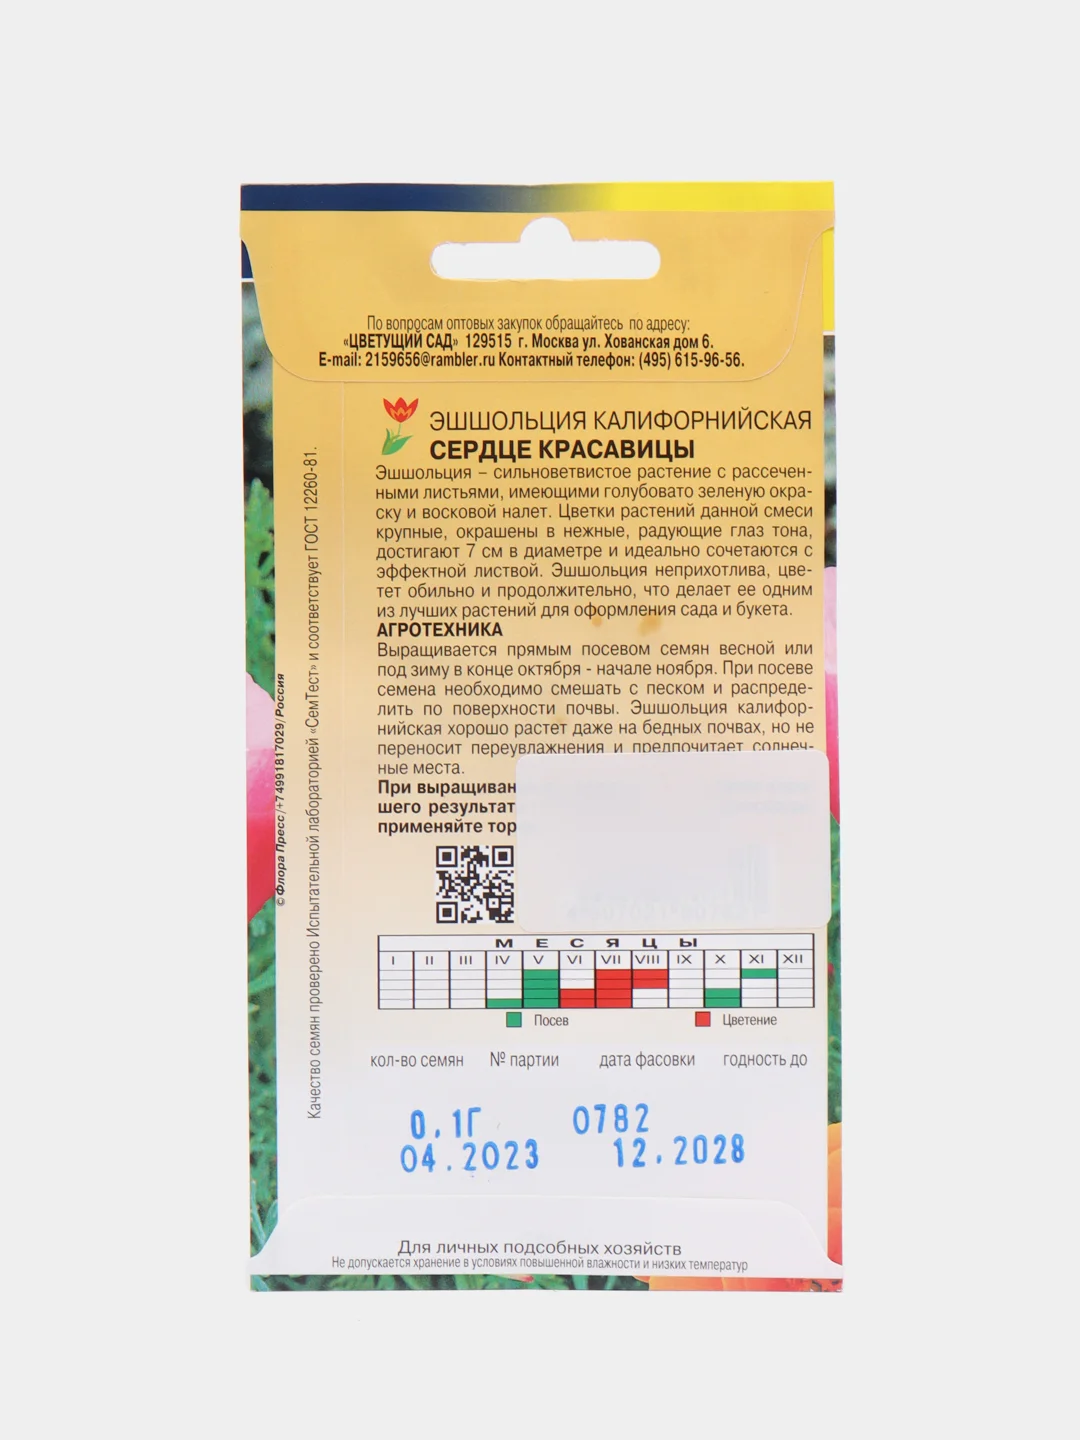 По вопросам оптовых закупок обращайтесь по адресу:
«ЦВЕТУЩИЙ САД» 129515 г. Москва ул. Хованская дом 6.
E-mail: 2159656@rambler.ru Контактный телефон: (495) 615-96-56.
ЭШШОЛЬЦИЯ КАЛИФОРНИЙСКАЯ
СЕРДЦЕ КРАСАВИЦЫ
Эшшольция – сильноветвистое растение с рассечен-
ными листьями, имеющими голубовато зеленую окра-
ску и восковой налет. Цветки растений данной смеси
крупные, окрашены в нежные, радующие глаз тона,
достигают 7 см в диаметре и идеально сочетаются с
эффектной листвой. Эшшольция неприхотлива, цве-
тет обильно и продолжительно, что делает ее одним
из лучших растений для оформления сада и букета.
АГРОТЕХНИКА
Выращивается прямым посевом семян весной или
под зиму в конце октября - начале ноября. При посеве
семена необходимо смешать с песком и распреде-
лить по поверхности почвы. Эшшольция калифор-
нийская хорошо растет даже на бедных почвах, но не
переносит переувлажнения и предпочитает солнеч-
ные места.
При выращиван
шего результат
применяйте тор
МЕСЯЦЫ
I II III IV V VI VII VIII IX X XI XII
Посев Цветение
кол-во семян № партии дата фасовки годность до
0.1Г 0782
04.2023 12.2028
Для личных подсобных хозяйств
Не допускается хранение в условиях повышенной влажности и низких температур
Качество семян проверено Испытательной лабораторией «СемТест» и соответствует ГОСТ 12260-81.
© Флора Пресс/+74991817029/Россия